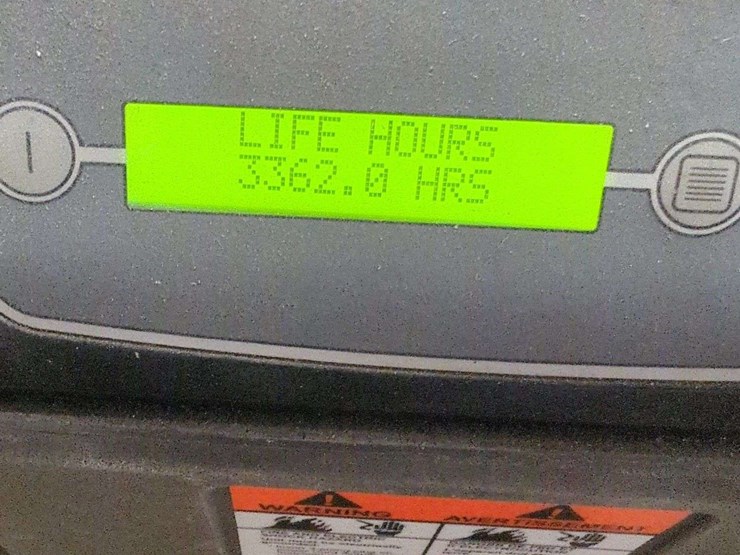 LIFE HOURS
3362.0 HRS
WARNING
AVERTISSEMENT